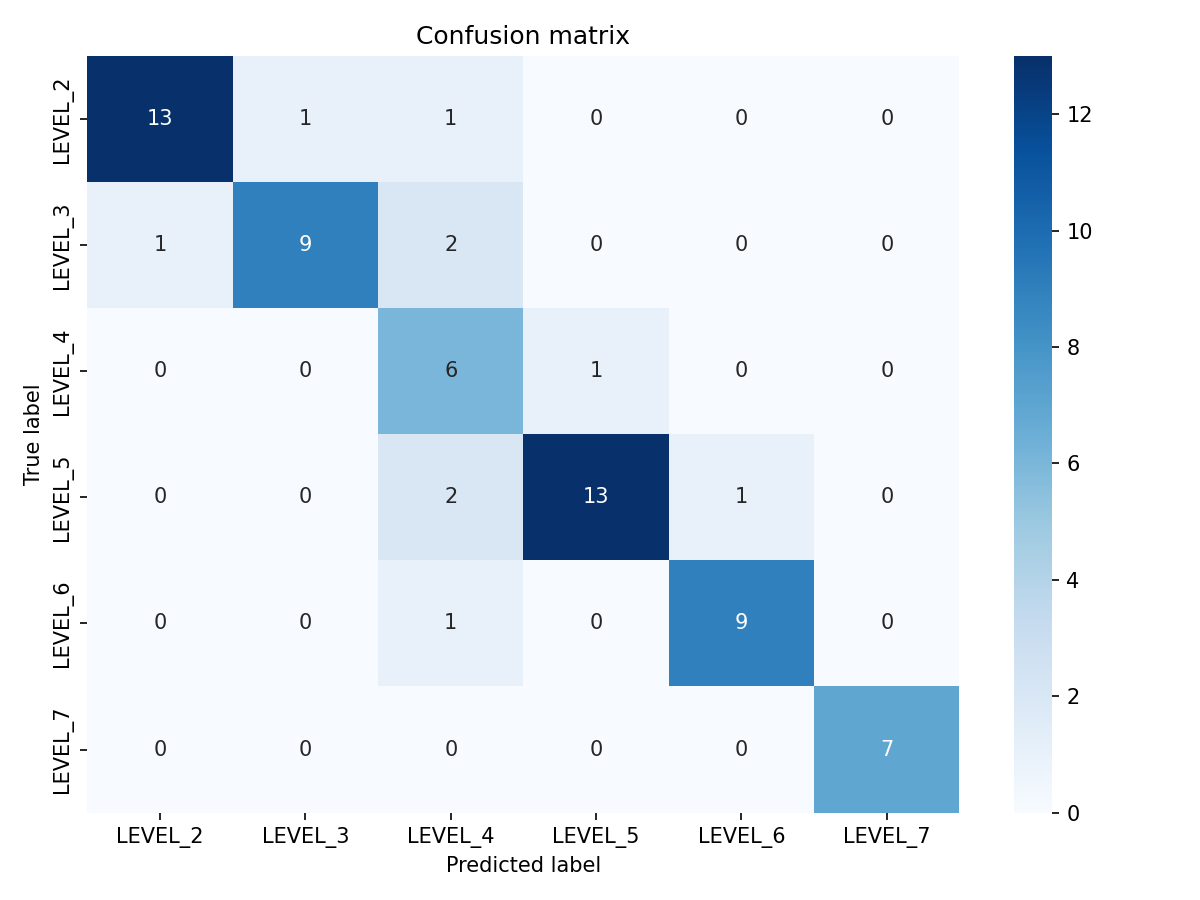 Confusion matrix
True label
LEVEL_2 13 1 1 0 0 0
LEVEL_3 1 9 2 0 0 0
LEVEL_4 0 0 6 1 0 0
LEVEL_5 0 0 2 13 1 0
LEVEL_6 0 0 1 0 9 0
LEVEL_7 0 0 0 0 0 7
LEVEL_2 LEVEL_3 LEVEL_4 LEVEL_5 LEVEL_6 LEVEL_7
Predicted label
12
10
8
6
4
2
0